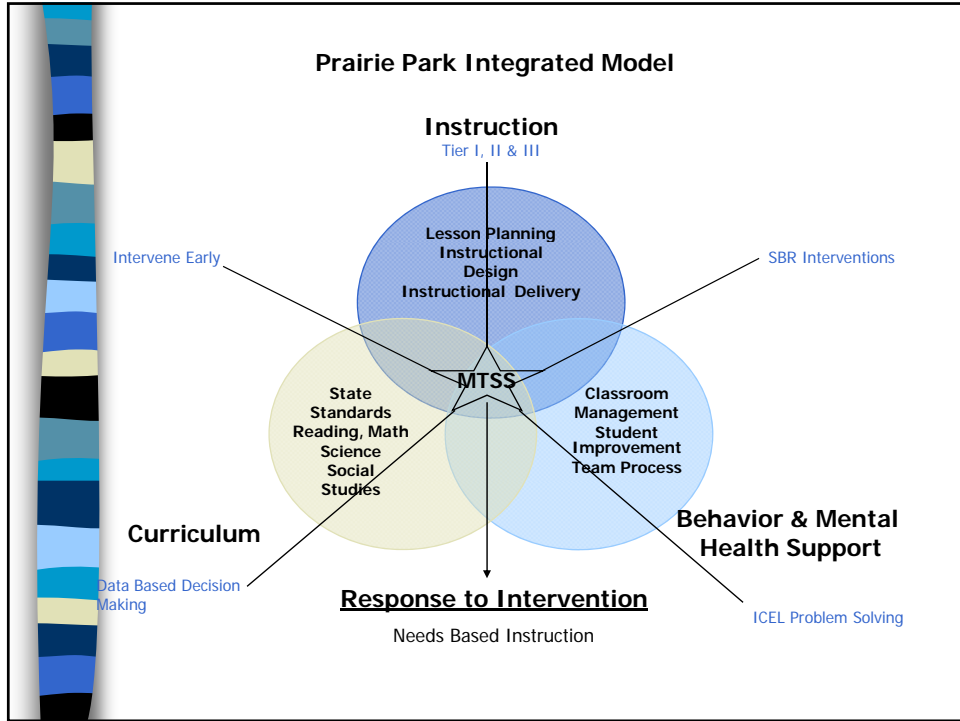 Prairie Park Integrated Model
Instruction
Tier I, II & III
Lesson Planning
Instructional
Design
Instructional Delivery
Intervene Early
SBR Interventions
MTSS
State
Standards
Reading, Math
Science
Social
Studies
Classroom
Management
Student
Improvement
Team Process
Curriculum
Behavior & Mental
Health Support
Data Based Decision
Making
Response to Intervention
Needs Based Instruction
ICEL Problem Solving